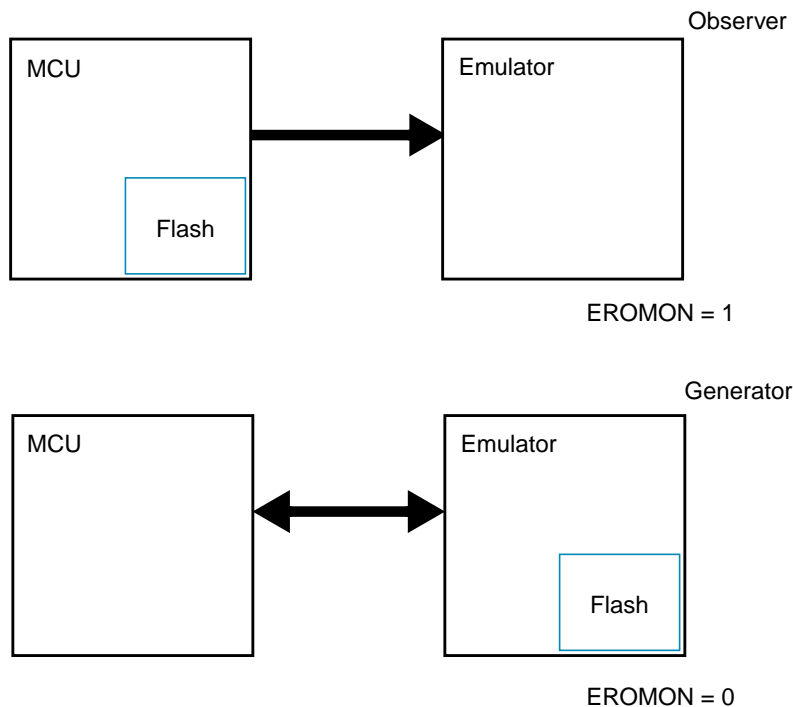 Observer
MCU
Emulator
Flash
EROMON = 1
Generator
MCU
Emulator
Flash
EROMON = 0